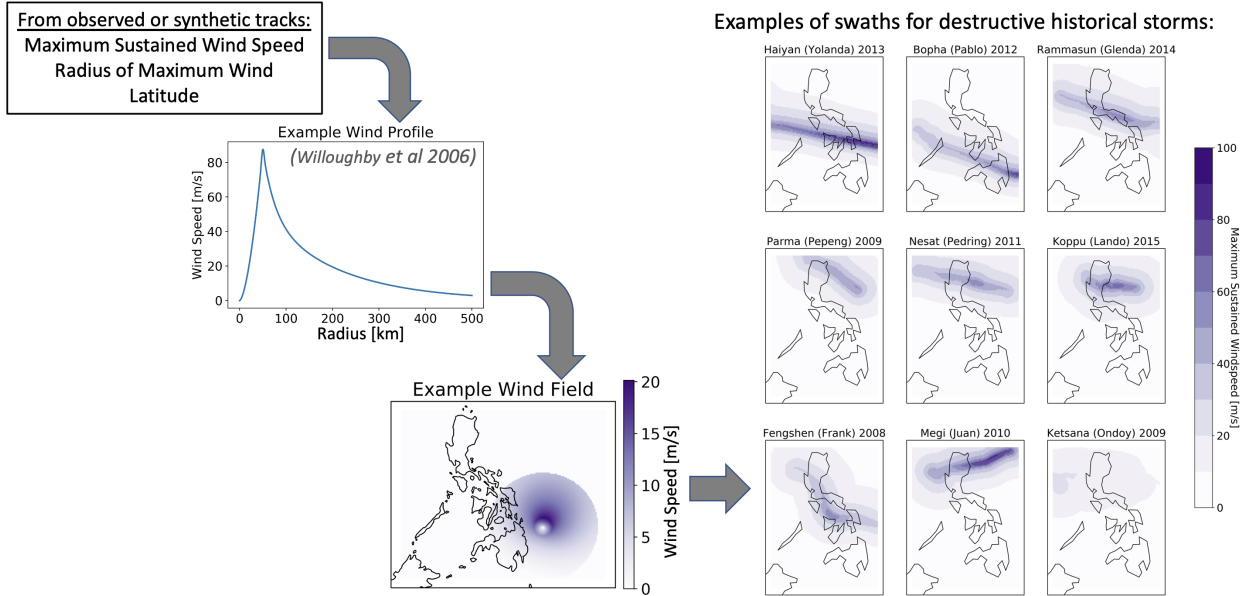 From observed or synthetic tracks:
Maximum Sustained Wind Speed
Radius of Maximum Wind
Latitude
Example Wind Profile
(Willoughby et al 2006)
Wind Speed [m/s]
80
60
40
20
0
0 100 200 300 400 500
Radius [km]
Example Wind Field
20
15
10
5
0
Wind Speed [m/s]
Examples of swaths for destructive historical storms:
Haiyan (Yolanda) 2013 Bopha (Pablo) 2012 Rammasun (Glenda) 2014
Parma (Pepeng) 2009 Nesat (Pedring) 2011 Koppu (Lando) 2015
Fengshen (Frank) 2008 Megi (Juan) 2010 Ketsana (Ondoy) 2009
100
80
60
40
20
0
Maximum Sustained Windspeed [m/s]